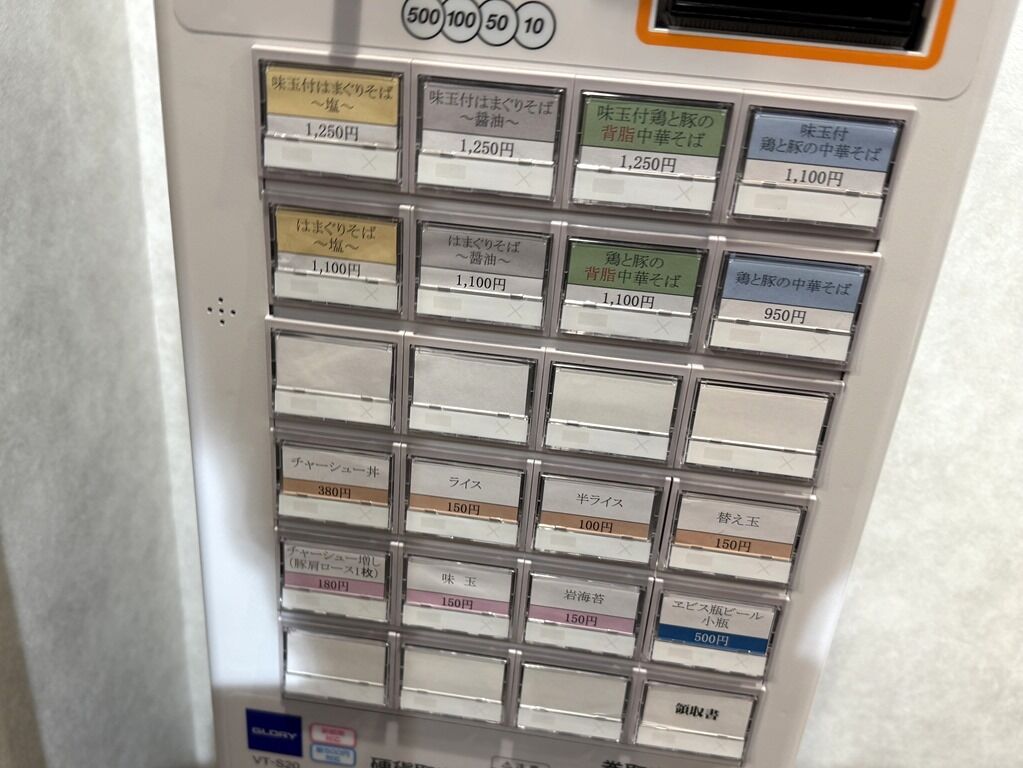 500 100 50 10
味玉付はまぐりそば
～塩～
1,250円
味玉付はまぐりそば
～醤油～
1,250円
味玉付鶏と豚の
背脂中華そば
1,250円
味玉付
鶏と豚の中華そば
1,100円
はまぐりそば
～塩～
1,100円
はまぐりそば
～醤油～
1,100円
鶏と豚の
背脂中華そば
1,100円
鶏と豚の中華そば
950円
チャーシュー丼
380円
ライス
150円
半ライス
100円
替え玉
150円
チャーシュー増し
(豚肩ロース1枚)
180円
味 玉
150円
岩海苔
150円
ヱビス瓶ビール
小瓶
500円
領収書
GLORY
VT-S20